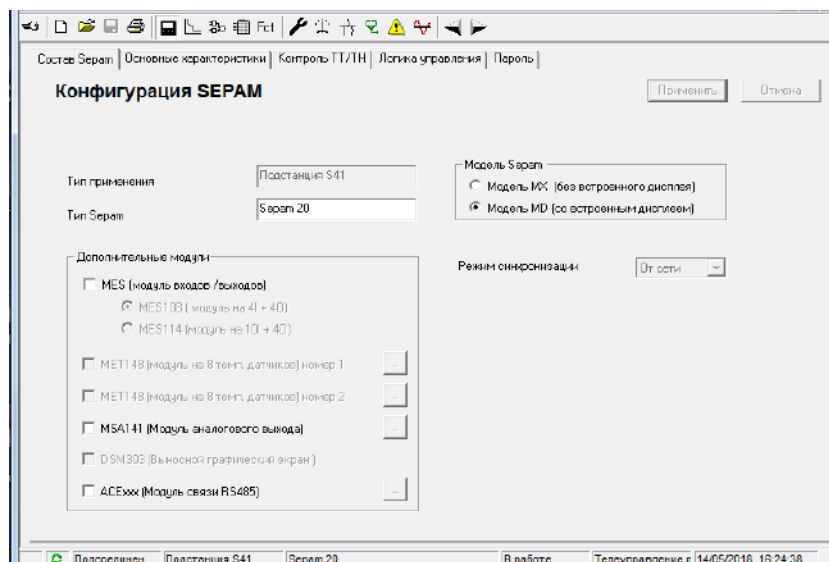 Fct
Состав Sepam Основные характеристики Контроль ТТ/ТН Логика управления Пароль
Конфигурация SEPAM
Применить Отмена
Тип применения Подстанция S41
Тип Sepam Sepam 20
Модель Sepam
Модель MX (без встроенного дисплея)
Модель MD (со встроенным дисплеем)
Режим синхронизации От сети
Дополнительные модули
MES (модуль входов /выходов)
MES108 ( модуль на 4I + 4O)
MES114 (модуль на 10I + 4O)
MET148 (модуль на 8 темп. датчиков) номер 1 ...
MET148 (модуль на 8 темп. датчиков) номер 2 ...
MSA141 (Модуль аналогового выхода) ...
DSM303 (Выносной графический экран )
ACExxx (Модуль связи RS485) ...
Подсоединен Подстанция S41 Sepam 20 В работе Телеуправление 14/05/2018 16:24:38